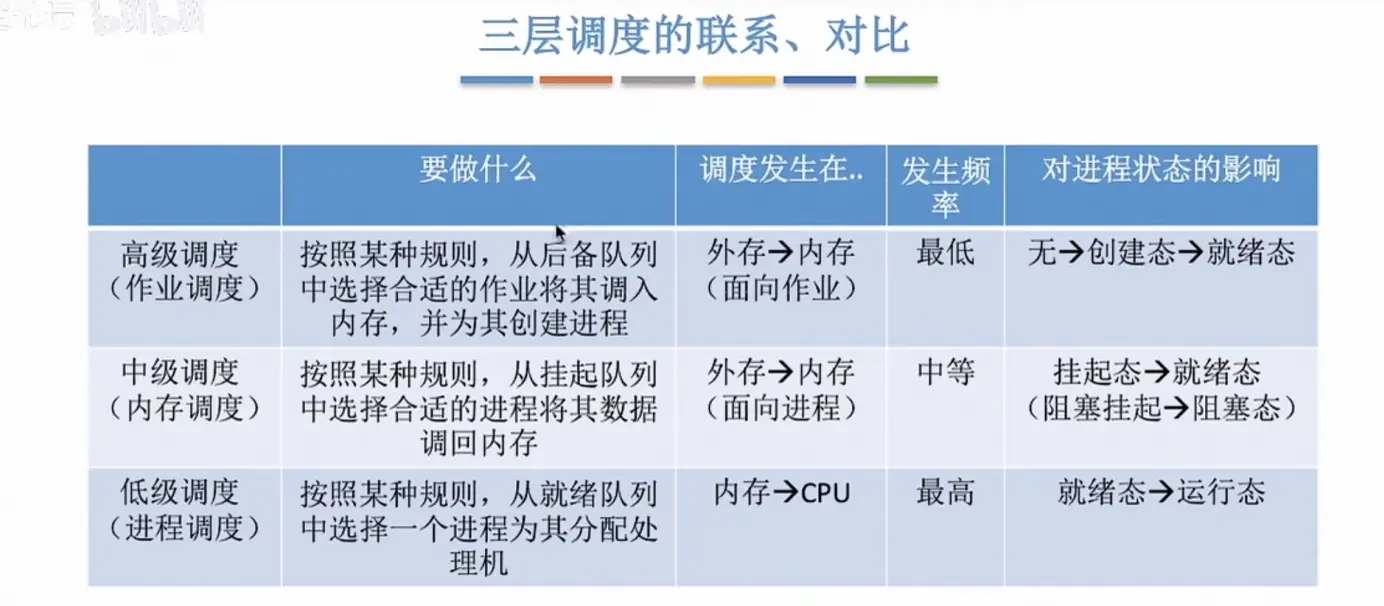 三层调度的联系、对比
要做什么
调度发生在..
发生频
率
对进程状态的影响
高级调度
（作业调度）
按照某种规则，从后备队列
中选择合适的作业将其调入
内存，并为其创建进程
外存→内存
（面向作业）
最低
无→创建态→就绪态
中级调度
（内存调度）
按照某种规则，从挂起队列
中选择合适的进程将其数据
调回内存
外存→内存
（面向进程）
中等
挂起态→就绪态
（阻塞挂起→阻塞态）
低级调度
（进程调度）
按照某种规则，从就绪队列
中选择一个进程为其分配处
理机
内存→CPU
最高
就绪态→运行态